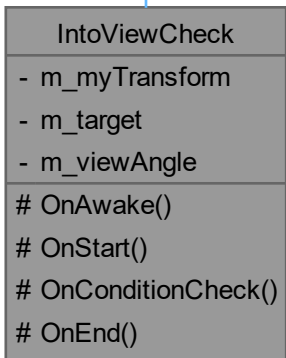 IntoViewCheck
- m_myTransform
- m_target
- m_viewAngle
# OnAwake()
# OnStart()
# OnConditionCheck()
# OnEnd()